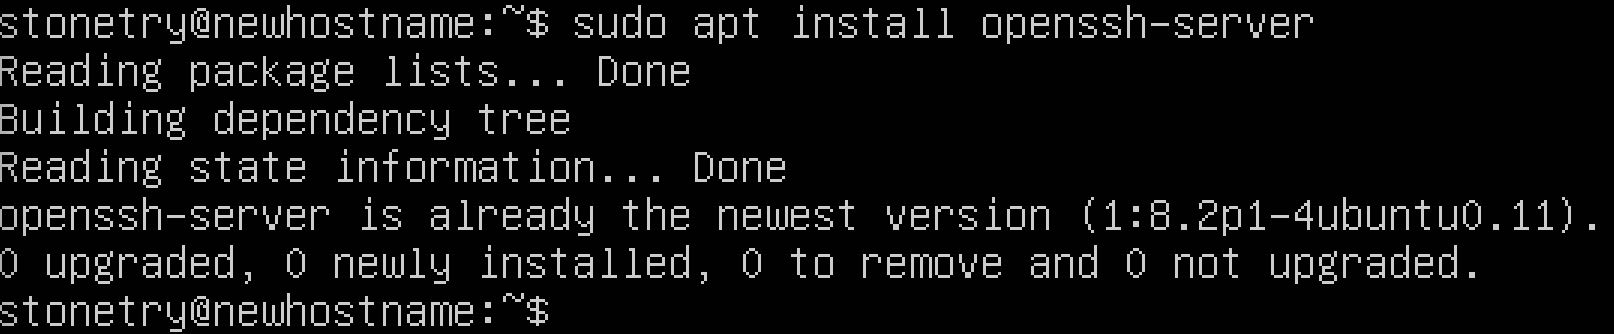 stonetry@newhostname:~$ sudo apt install openssh-server
Reading package lists... Done
Building dependency tree
Reading state information... Done
openssh-server is already the newest version (1:8.2p1-4ubuntu0.11).
0 upgraded, 0 newly installed, 0 to remove and 0 not upgraded.
stonetry@newhostname:~$